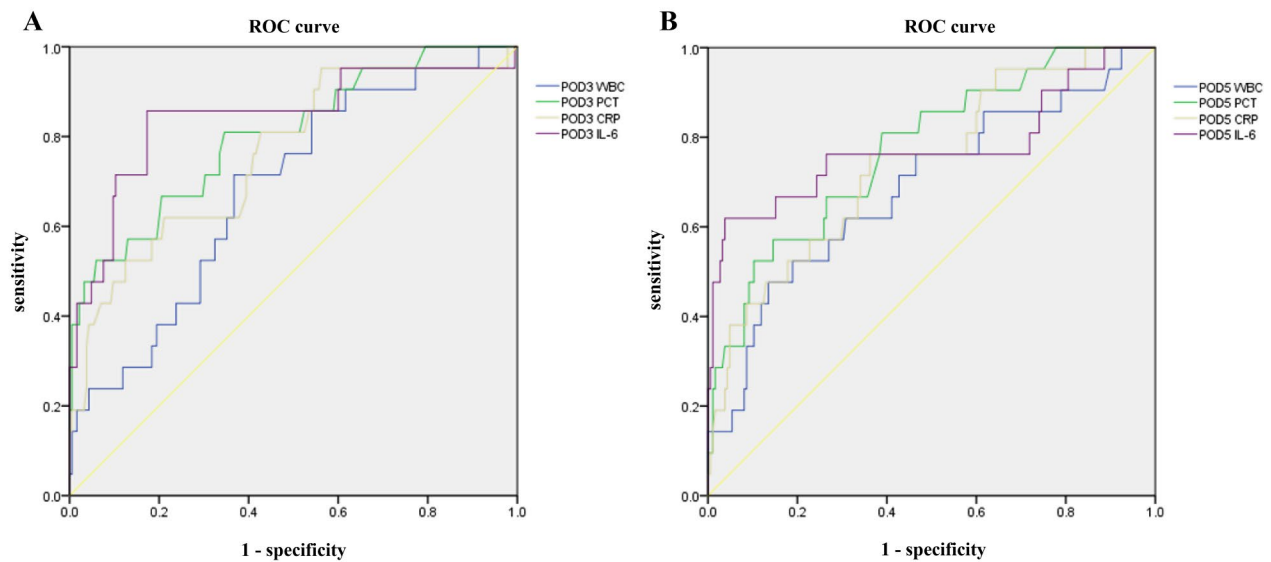 A
ROC curve
1.0
0.8
0.6
0.4
0.2
0.0
0.0 0.2 0.4 0.6 0.8 1.0
sensitivity
1 - specificity
POD3 WBC
POD3 PCT
POD3 CRP
POD3 IL-6
B
ROC curve
1.0
0.8
0.6
0.4
0.2
0.0
0.0 0.2 0.4 0.6 0.8 1.0
sensitivity
1 - specificity
POD5 WBC
POD5 PCT
POD5 CRP
POD5 IL-6